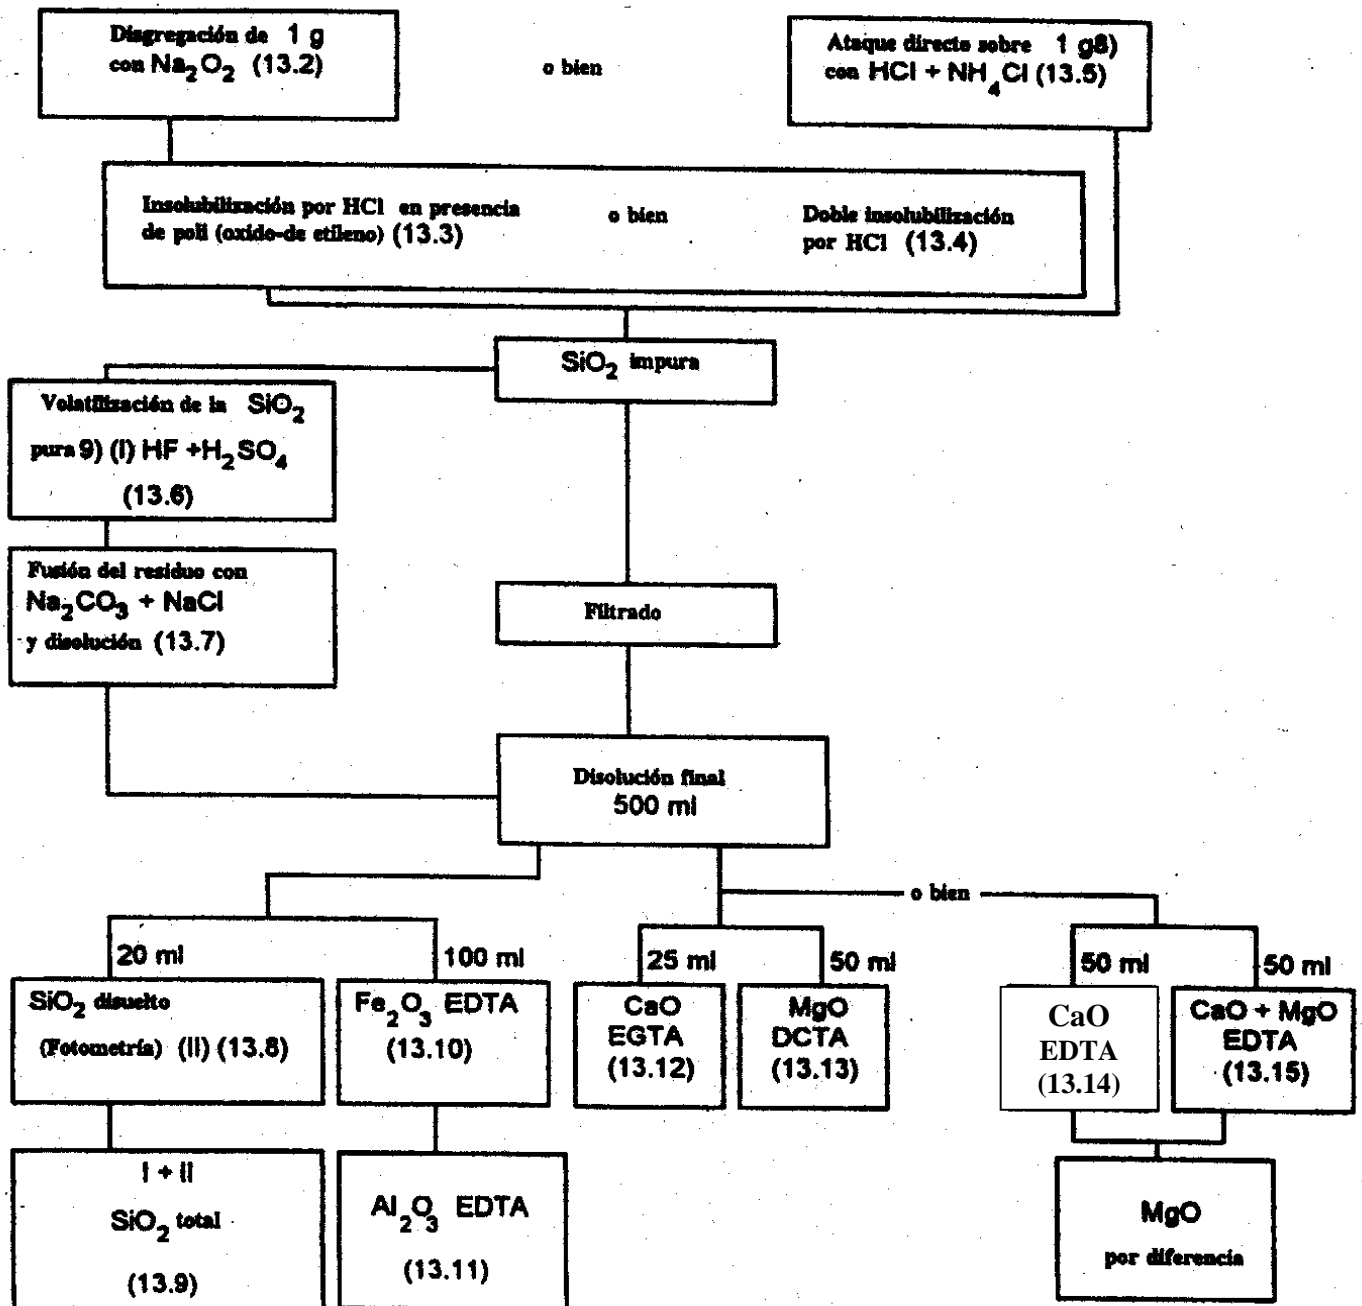 Disgregación de 1 g
con Na₂O₂ (13.2)
o bien
Ataque directo sobre 1 g8)
con HCl + NH₄Cl (13.5)
Insolubilización por HCl en presencia
de poli (oxido-de etileno) (13.3)
o bien
Doble insolubilización
por HCl (13.4)
SiO₂ impura
Volatilización de la SiO₂
pura 9) (I) HF +H₂SO₄
(13.6)
Fusión del residuo con
Na₂CO₃ + NaCl
y disolución (13.7)
Filtrado
Disolución final
500 ml
o bien
20 ml
100 ml
25 ml
50 ml
50 ml
50 ml
SiO₂ disuelto
(Fotometría) (II) (13.8)
Fe₂O₃ EDTA
(13.10)
CaO
EGTA
(13.12)
MgO
DCTA
(13.13)
CaO
EDTA
(13.14)
CaO + MgO
EDTA
(13.15)
I + II
SiO₂ total
(13.9)
Al₂O₃ EDTA
(13.11)
MgO
por diferencia